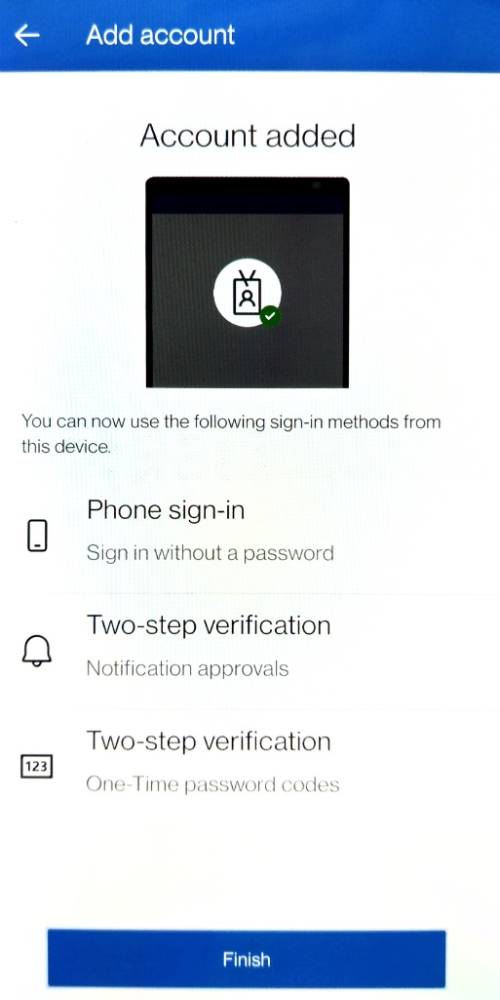 Add account
Account added
You can now use the following sign-in methods from
this device.
Phone sign-in
Sign in without a password
Two-step verification
Notification approvals
Two-step verification
123
One-Time password codes
Finish